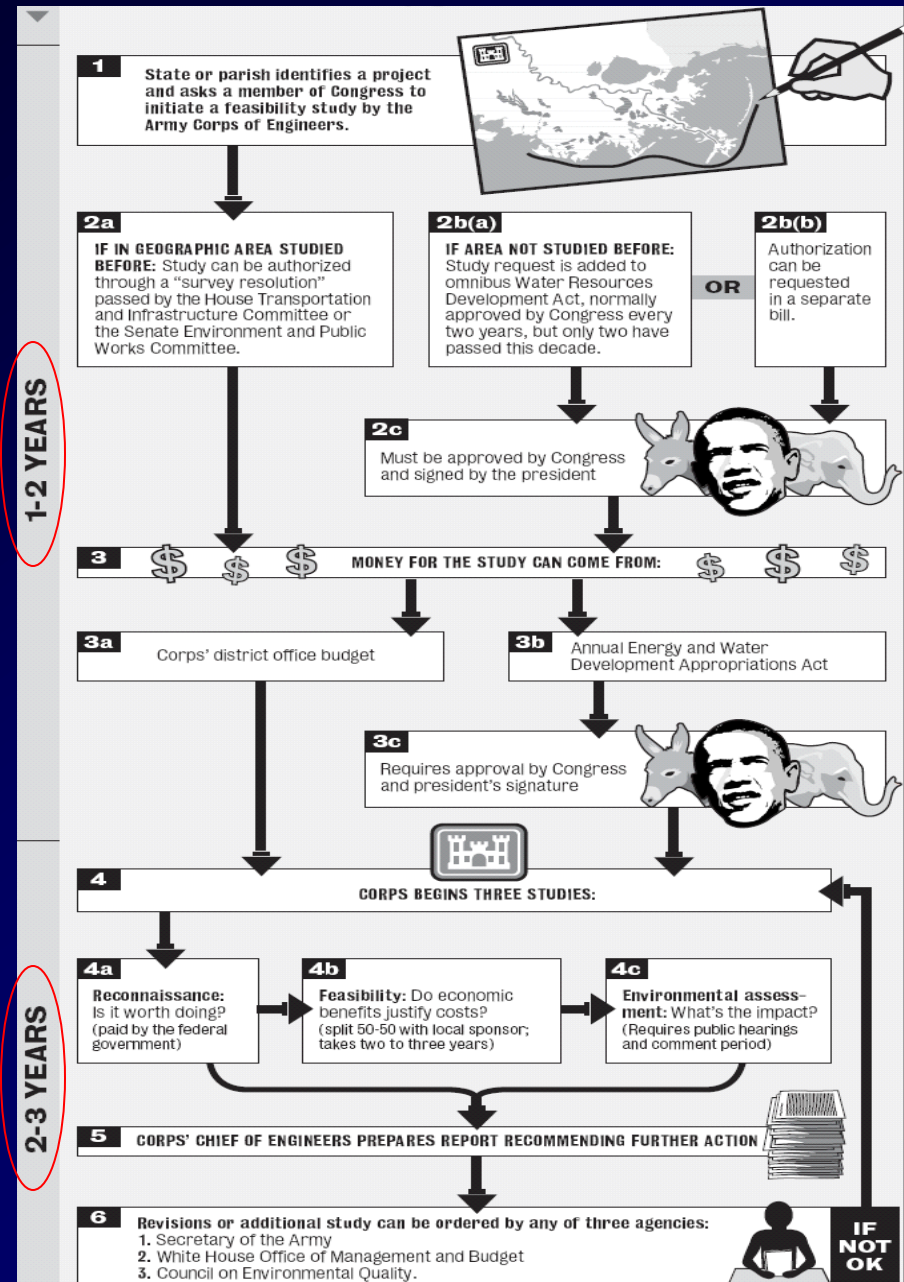 1
State or parish identifies a project
and asks a member of Congress to
initiate a feasibility study by the
Army Corps of Engineers.
2a
IF IN GEOGRAPHIC AREA STUDIED
BEFORE: Study can be authorized
through a “survey resolution”
passed by the House Transportation
and Infrastructure Committee or
the Senate Environment and Public
Works Committee.
2b(a)
IF AREA NOT STUDIED BEFORE:
Study request is added to
omnibus Water Resources
Development Act, normally
approved by Congress every
two years, but only two have
passed this decade.
OR
2b(b)
Authorization
can be
requested
in a separate
bill.
1-2 YEARS
2c
Must be approved by Congress
and signed by the president
3
$ $ $ MONEY FOR THE STUDY CAN COME FROM: $ $ $
3a
Corps’ district office budget
3b
Annual Energy and Water
Development Appropriations Act
3c
Requires approval by Congress
and president’s signature
4
CORPS BEGINS THREE STUDIES:
2-3 YEARS
4a
Reconnaissance:
Is it worth doing?
(paid by the federal
government)
4b
Feasibility: Do economic
benefits justify costs?
(split 50-50 with local sponsor;
takes two to three years)
4c
Environmental assess-
ment: What’s the impact?
(Requires public hearings
and comment period)
5
CORPS’ CHIEF OF ENGINEERS PREPARES REPORT RECOMMENDING FURTHER ACTION
6
Revisions or additional study can be ordered by any of three agencies:
1. Secretary of the Army
2. White House Office of Management and Budget
3. Council on Environmental Quality.
IF
NOT
OK